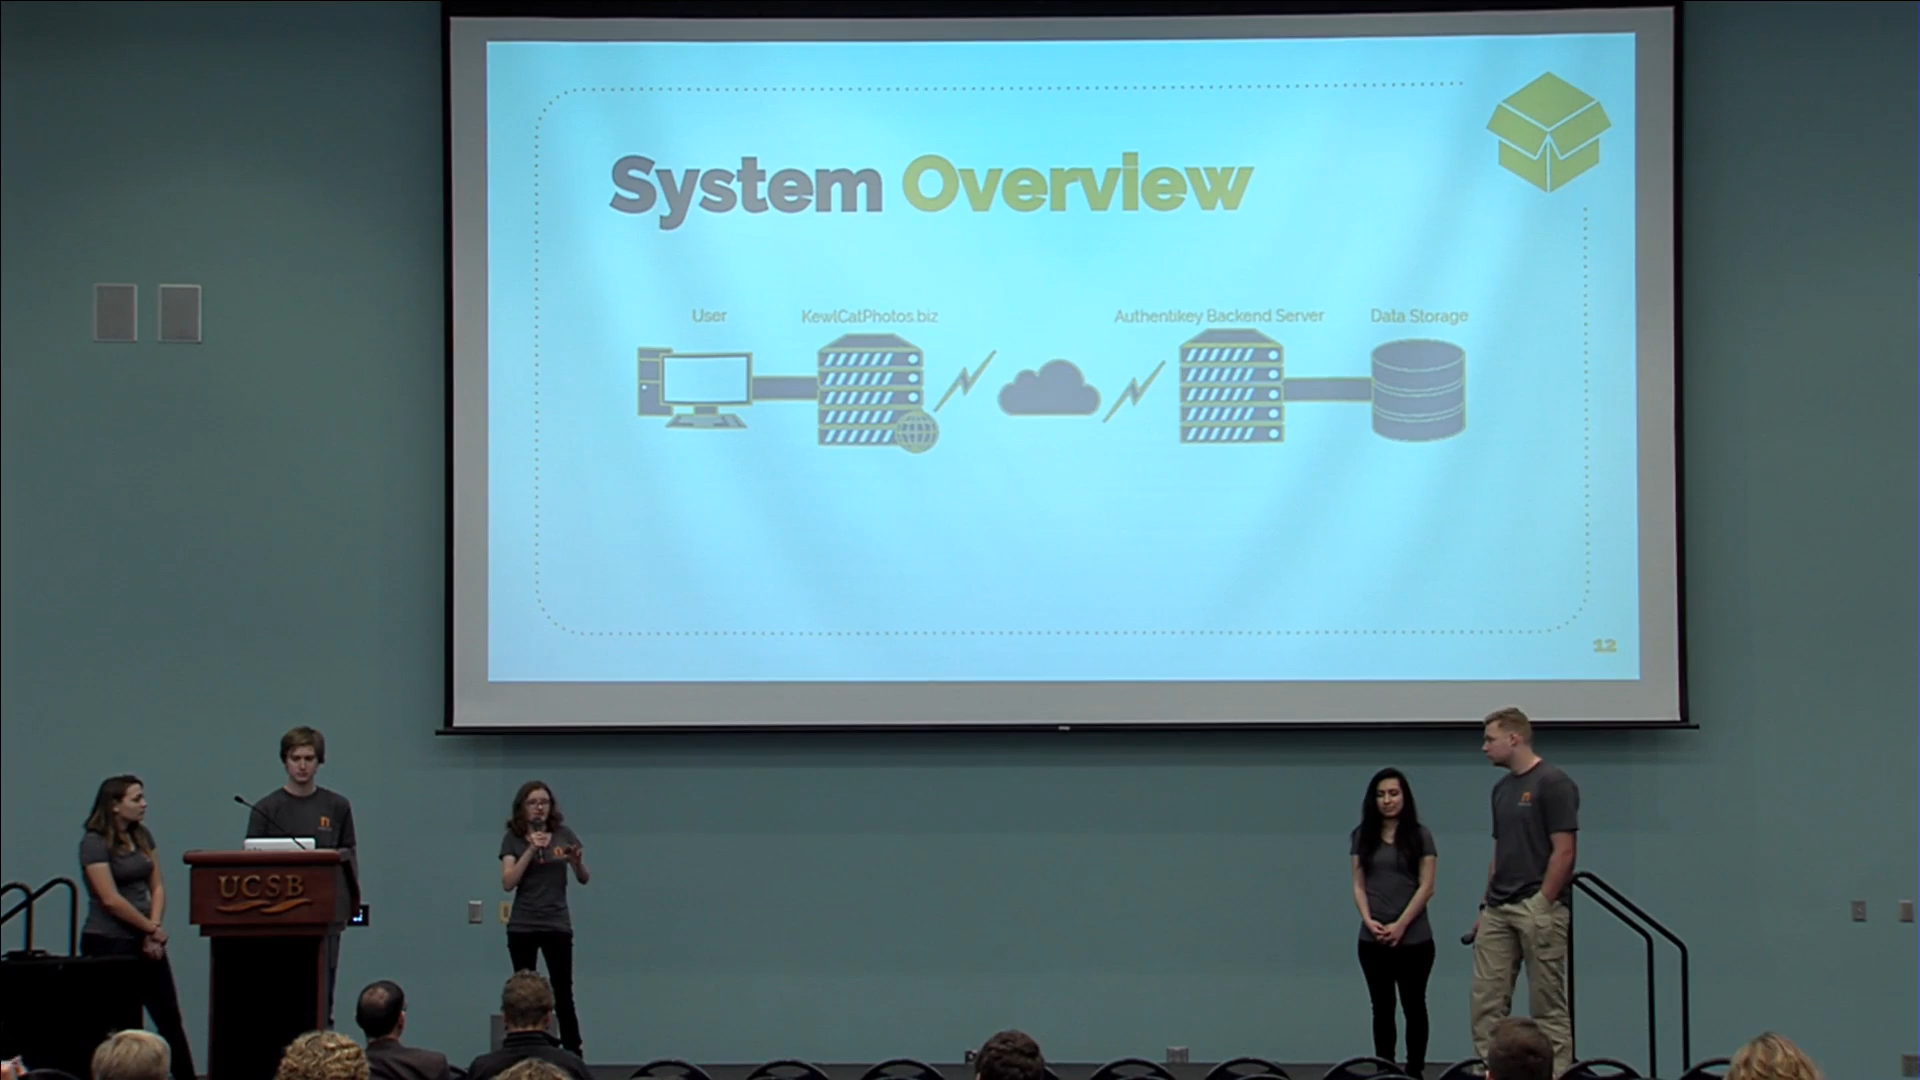 System Overview
User
KewlCatPhotos.biz
Authentikey Backend Server
Data Storage
12
UCSB